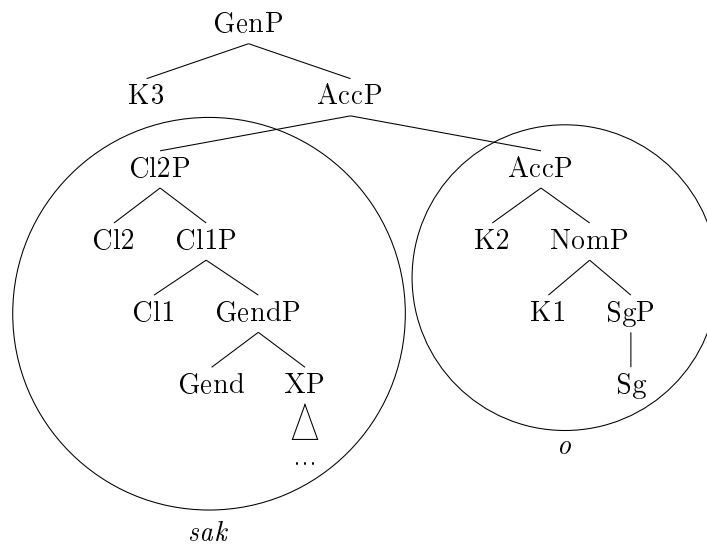 GenP
K3 AccP
Cl2P AccP
Cl2 Cl1P K2 NomP
Cl1 GendP K1 SgP
Gend XP Sg
...
o
sak